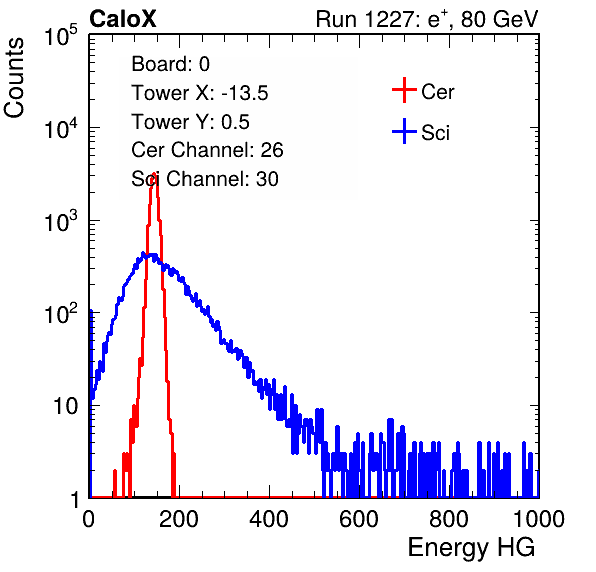 CaloX Run 1227: e⁺, 80 GeV
Counts
Board: 0
Tower X: -13.5
Tower Y: 0.5
Cer Channel: 26
Sci Channel: 30
Cer
Sci
10⁵
10⁴
10³
10²
10
1
0 200 400 600 800 1000
Energy HG